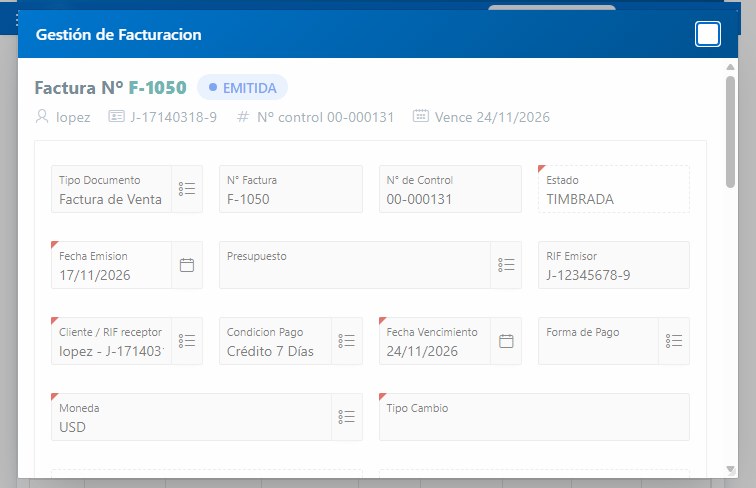 Gestión de Facturacion
Factura Nº F-1050 EMITIDA
lopez J-17140318-9 # Nº control 00-000131 Vence 24/11/2026
Tipo Documento N° Factura N° de Control Estado
Factura de Venta F-1050 00-000131 TIMBRADA
Fecha Emision Presupuesto RIF Emisor
17/11/2026 J-12345678-9
Cliente / RIF receptor Condicion Pago Fecha Vencimiento Forma de Pago
lopez - J-171403 Crédito 7 Días 24/11/2026
Moneda Tipo Cambio
USD